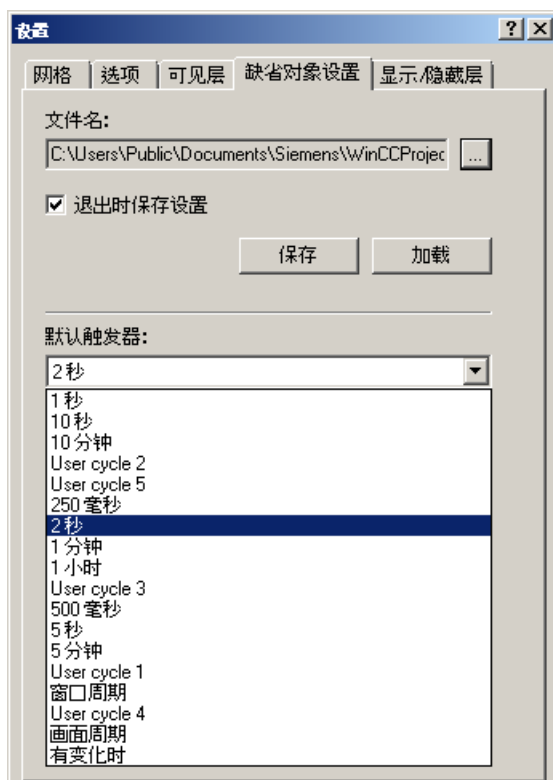 设置
网格 选项 可见层 缺省对象设置 显示/隐藏层
文件名:
C:\Users\Public\Documents\Siemens\WinCCProjec ...
退出时保存设置
保存 加载
默认触发器:
2秒
1秒
10秒
10分钟
User cycle 2
User cycle 5
250毫秒
2秒
1分钟
1小时
User cycle 3
500毫秒
5秒
5分钟
User cycle 1
窗口周期
User cycle 4
画面周期
有变化时